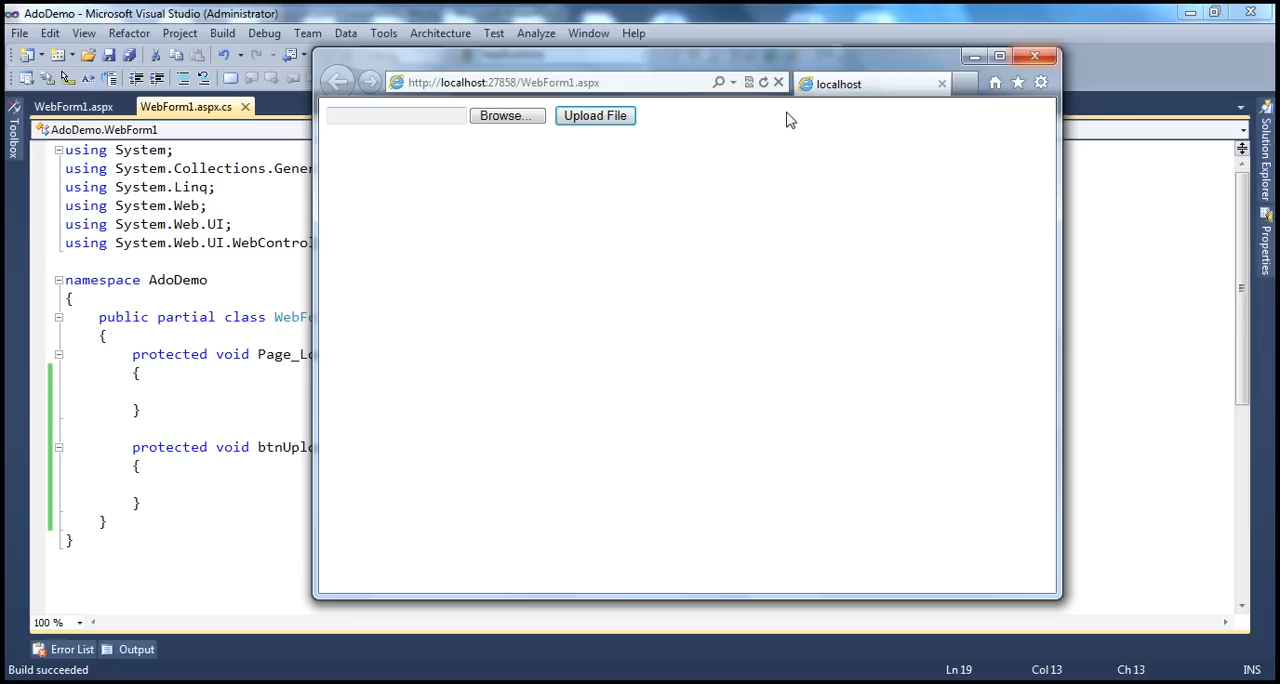 AdoDemo - Microsoft Visual Studio (Administrator)
File Edit View Refactor Project Build Debug Team Data Tools Architecture Test Analyze Window Help
http://localhost:27858/WebForm1.aspx
localhost
WebForm1.aspx
WebForm1.aspx.cs
AdoDemo.WebForm1
Browse...
Upload File
Toolbox
Solution Explorer
Properties
using System;
using System.Collections.Gener
using System.Linq;
using System.Web;
using System.Web.UI;
using System.Web.UI.WebControl
namespace AdoDemo
{
public partial class WebFo
{
protected void Page_Lo
{
}
protected void btnUplo
{
}
}
}
100 %
Error List
Output
Build succeeded
Ln 19 Col 13 Ch 13 INS